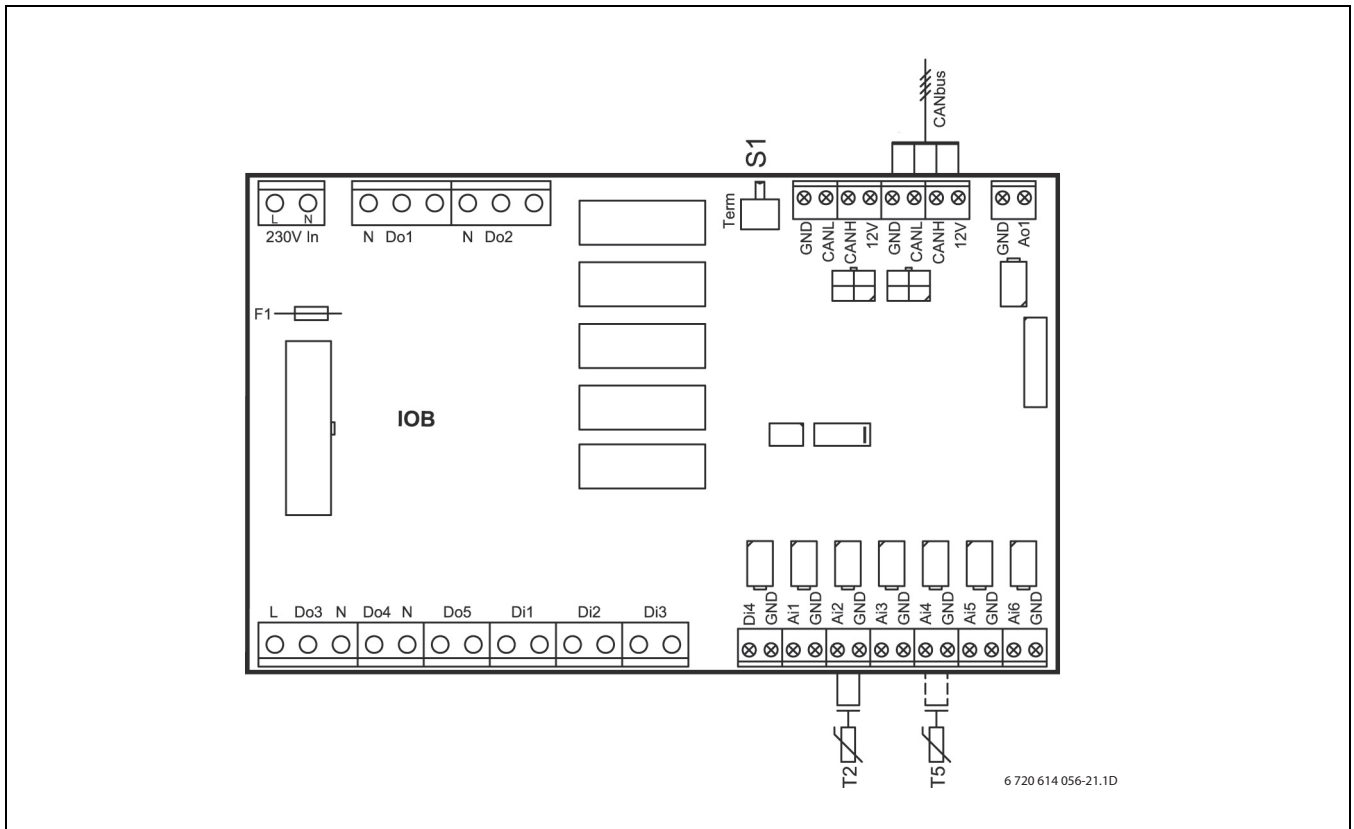 CANbus
S1
Term
L N
230V In
N Do1 N Do2
GND CANL CANH 12V GND CANL CANH 12V
GND Ao1
F1
IOB
L Do3 N Do4 N Do5 Di1 Di2 Di3
Di4 GND Ai1 GND Ai2 GND Ai3 GND Ai4 GND Ai5 GND Ai6 GND
T2 T5
6 720 614 056-21.1D